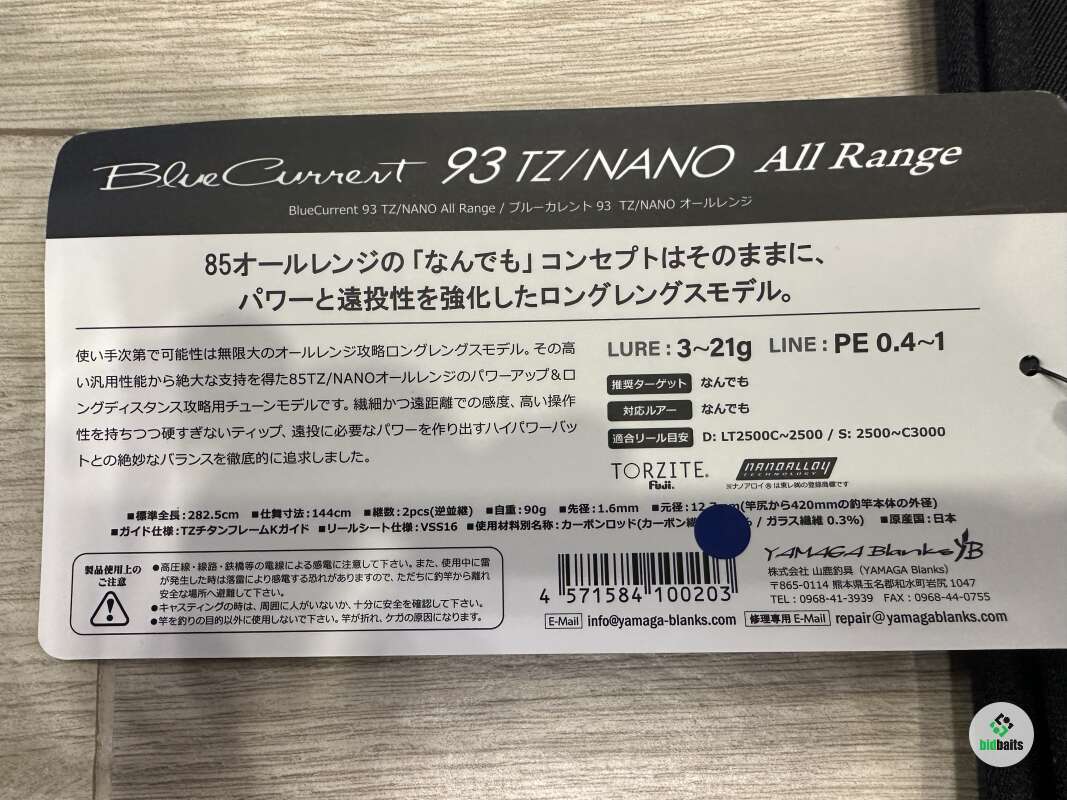 BlueCurrent 93 TZ/NANO All Range
BlueCurrent 93 TZ/NANO All Range / ブルーカレント 93 TZ/NANO オールレンジ
85オールレンジの「なんでも」コンセプトはそのままに、
パワーと遠投性を強化したロングレングスモデル。
使い手次第で可能性は無限大のオールレンジ攻略ロングレングスモデル。その高
い汎用性能から絶大な支持を得た85TZ/NANOオールレンジのパワーアップ&ロ
ングディスタンス攻略用チューンモデルです。繊細かつ遠距離での感度、高い操作
性を持ちつつ硬すぎないティップ、遠投に必要なパワーを作り出すハイパワーバッ
トとの絶妙なバランスを徹底的に追求しました。
LURE : 3~21g LINE : PE 0.4~1
推奨ターゲット なんでも
対応ルアー なんでも
適合リール目安 D: LT2500C~2500 / S: 2500~C3000
TORZITE. Fuji. NANOALLOY TECHNOLOGY
※ナノアロイ®は東レ㈱の登録商標です
■標準全長:282.5cm ■仕舞寸法:144cm ■継数:2pcs(逆並継) ■自重:90g ■先径:1.6mm ■元径:12. m(竿尻から420mmの釣竿本体の外径)
■ガイド仕様:TZチタンフレームKガイド ■リールシート仕様:VSS16 ■使用材料別名称:カーボンロッド(カーボン繊 % / ガラス繊維 0.3%) ■原産国:日本
製品使用上の
ご注意
●高圧線・線路・鉄橋等の電線による感電に注意して下さい。また、使用中に雷
が発生した時は落雷により感電する恐れがありますので、ただちに釣竿から離れ
安全な場所へ避難して下さい。
●キャスティングの時は、周囲に人がいないか、十分に安全を確認して下さい。
●竿を釣りの目的以外に使用しないで下さい。竿が折れ、ケガの原因になります。
4 571584 100203
YAMAGA Blanks YB
株式会社 山鹿釣具 (YAMAGA Blanks)
〒865-0114 熊本県玉名郡和水町岩尻 1047
TEL : 0968-41-3939 FAX : 0968-44-0755
E-Mail info@yamaga-blanks.com 修理専用 E-Mail repair@yamagablanks.com
bidbaits